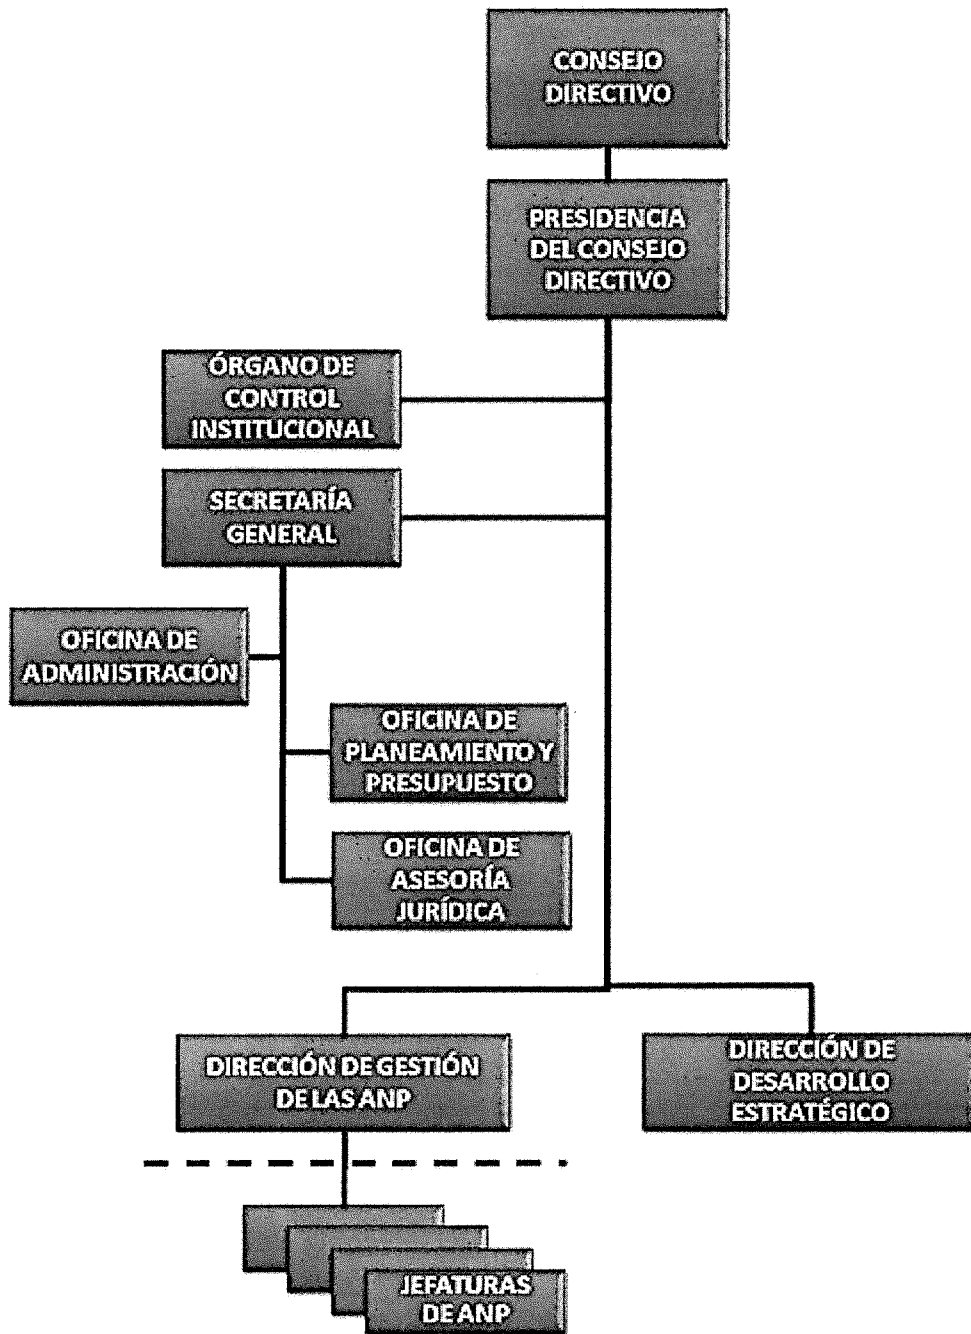 CONSEJO
DIRECTIVO
PRESIDENCIA
DEL CONSEJO
DIRECTIVO
ÓRGANO DE
CONTROL
INSTITUCIONAL
SECRETARÍA
GENERAL
OFICINA DE
ADMINISTRACIÓN
OFICINA DE
PLANEAMIENTO Y
PRESUPUESTO
OFICINA DE
ASESORÍA
JURÍDICA
DIRECCIÓN DE GESTIÓN
DE LAS ANP
DIRECCIÓN DE
DESARROLLO
ESTRATÉGICO
JEFATURAS
DE ANP